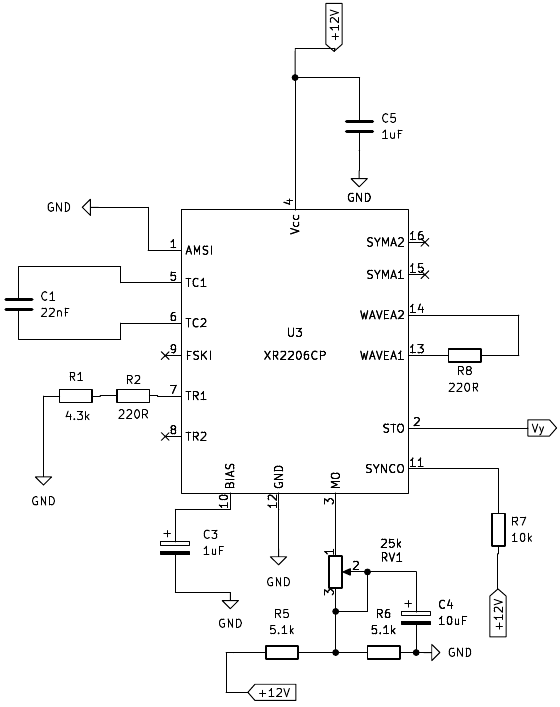 +12V
C5
1uF
GND
4
Vcc
GND
1
AMSI
SYMA2
16
SYMA1
15
C1
22nF
5
TC1
6
TC2
WAVEA2
14
U3
XR2206CP
9
FSKI
WAVEA1
13
R8
220R
R1
4.3k
R2
220R
7
TR1
8
TR2
STO
2
Vy
SYNCO
11
GND
BIAS
10
GND
12
MO
3
R7
10k
+12V
C3
1uF
+
GND
GND
25k
RV1
1
2
3
+
C4
10uF
R5
5.1k
R6
5.1k
GND
+12V